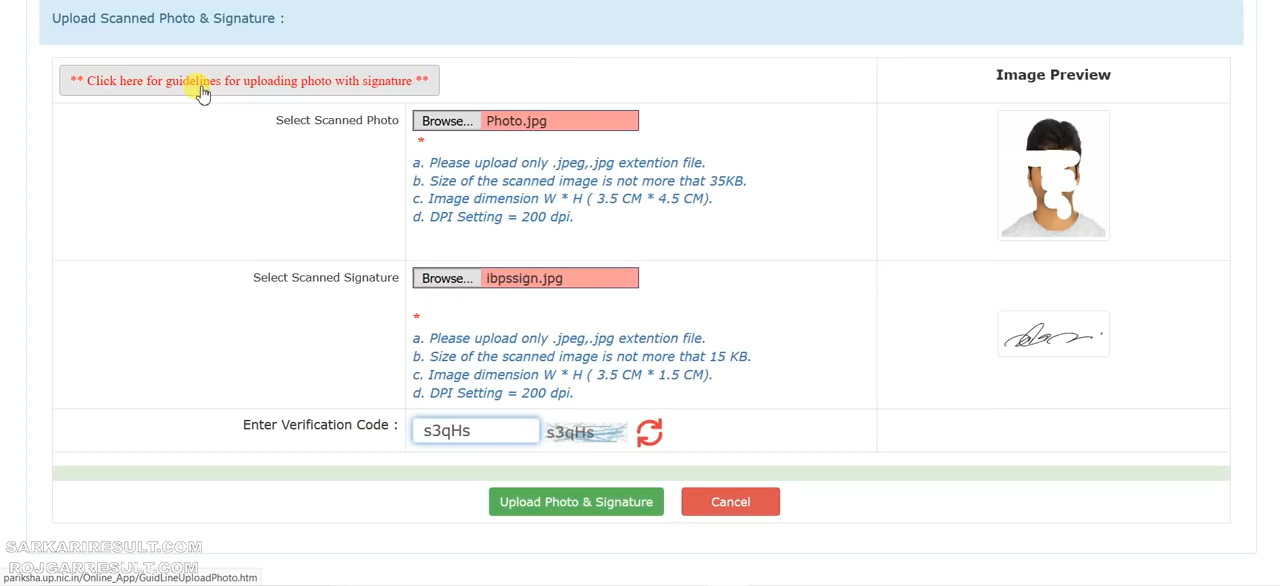 Upload Scanned Photo & Signature :
** Click here for guidelines for uploading photo with signature **
Image Preview
Select Scanned Photo
Browse... Photo.jpg
*
a. Please upload only .jpeg,.jpg extention file.
b. Size of the scanned image is not more that 35KB.
c. Image dimension W * H ( 3.5 CM * 4.5 CM).
d. DPI Setting = 200 dpi.
Select Scanned Signature
Browse... ibpssign.jpg
*
a. Please upload only .jpeg,.jpg extention file.
b. Size of the scanned image is not more that 15 KB.
c. Image dimension W * H ( 3.5 CM * 1.5 CM).
d. DPI Setting = 200 dpi.
Enter Verification Code :
s3qHs s3qHs
Upload Photo & Signature Cancel
SARKARIRESULT.COM
ROJGARRESULT.COM
pariksha.up.nic.in/Online_App/GuidLineUploadPhoto.htm